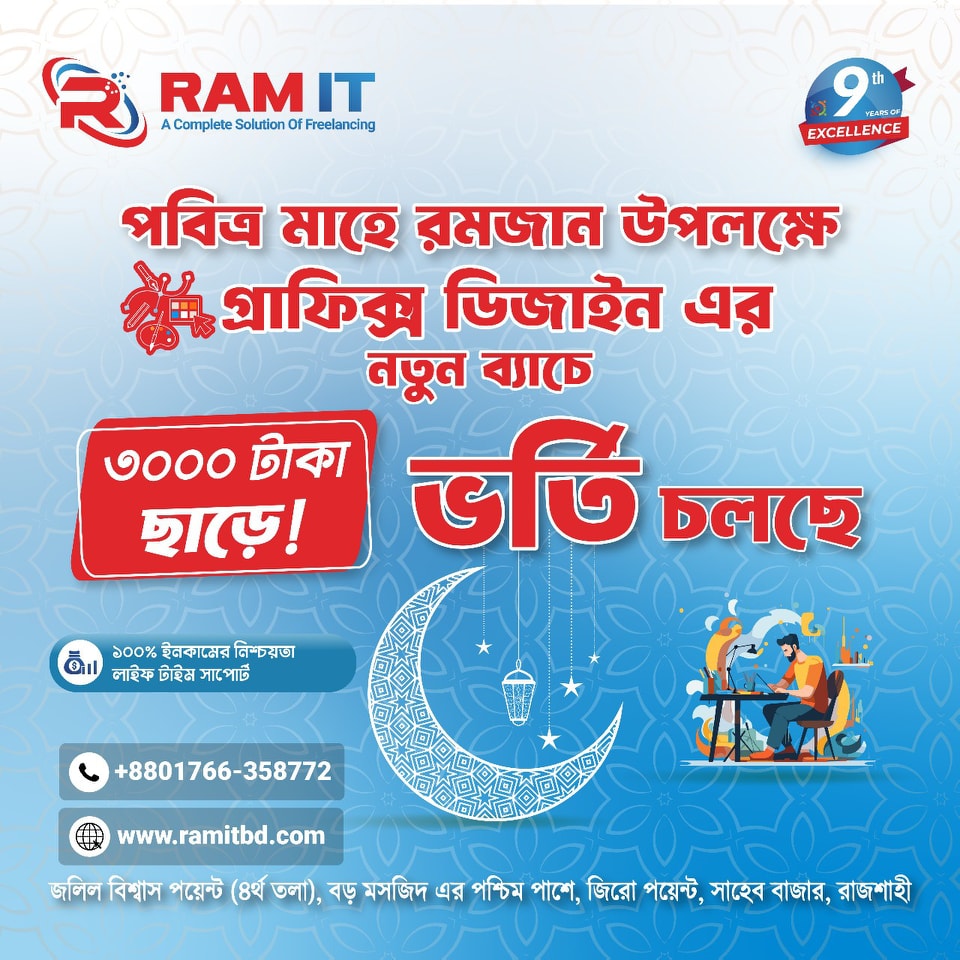 RAM IT
A Complete Solution Of Freelancing
9th
YEARS OF
EXCELLENCE
পবিত্র মাহে রমজান উপলক্ষে
গ্রাফিক্স ডিজাইন এর
নতুন ব্যাচে
৩০০০ টাকা
ছাড়ে!
ভর্তি চলছে
১০০% ইনকামের নিশ্চয়তা
লাইফ টাইম সাপোর্ট
+8801766-358772
www.ramitbd.com
জলিল বিশ্বাস পয়েন্ট (৪র্থ তলা), বড় মসজিদ এর পশ্চিম পাশে, জিরো পয়েন্ট, সাহেব বাজার, রাজশাহী